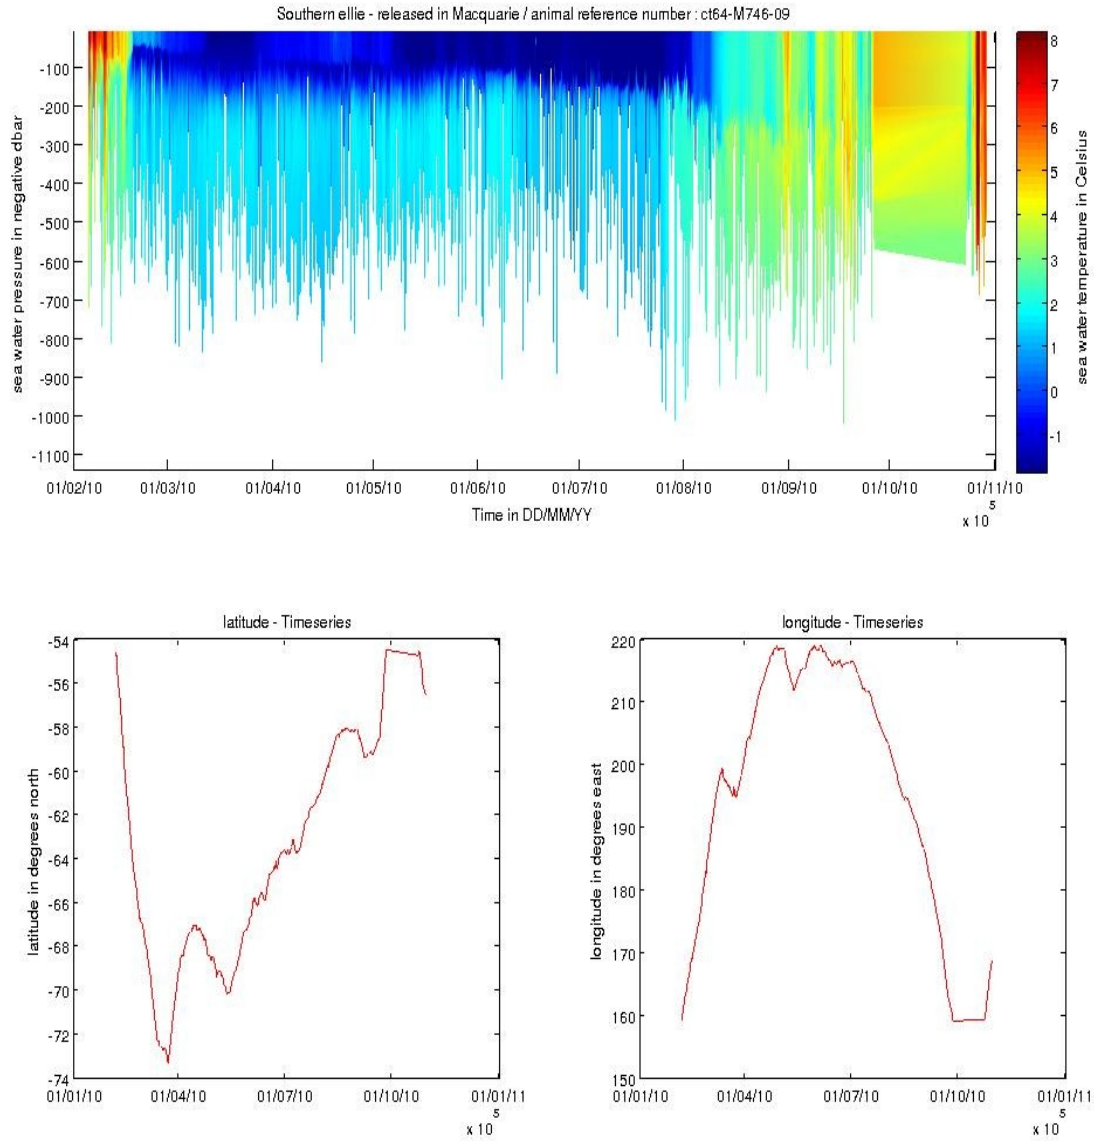 Southern ellie - released in Macquarie / animal reference number : ct64-M746-09
sea water pressure in negative dbar
-100
-200
-300
-400
-500
-600
-700
-800
-900
-1000
-1100
01/02/10 01/03/10 01/04/10 01/05/10 01/06/10 01/07/10 01/08/10 01/09/10 01/10/10 01/11/10
Time in DD/MM/YY
x 10 5
8
7
6
5
4
3
2
1
0
-1
sea water temperature in Celsius
latitude - Timeseries
latitude in degrees north
-54
-56
-58
-60
-62
-64
-66
-68
-70
-72
-74
01/01/10 01/04/10 01/07/10 01/10/10 01/01/11
x 10 5
longitude - Timeseries
longitude in degrees east
220
210
200
190
180
170
160
150
01/01/10 01/04/10 01/07/10 01/10/10 01/01/11
x 10 5